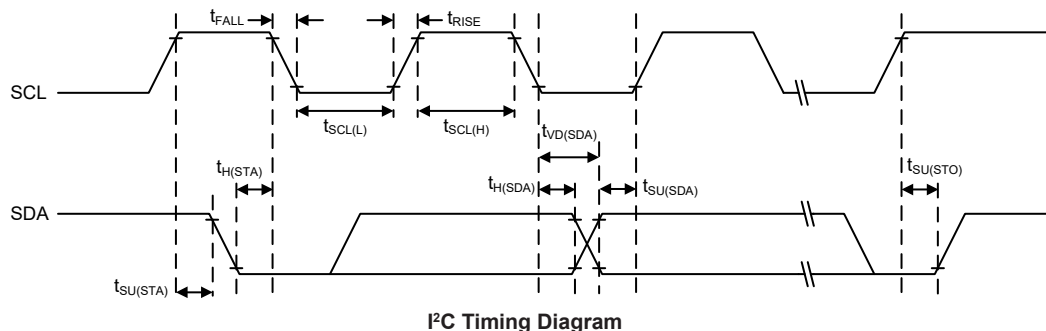 tFALL tRISE
SCL
tSCL(L) tSCL(H) tVD(SDA)
tH(STA) tH(SDA) tSU(SDA) tSU(STO)
SDA
tSU(STA)
I²C Timing Diagram